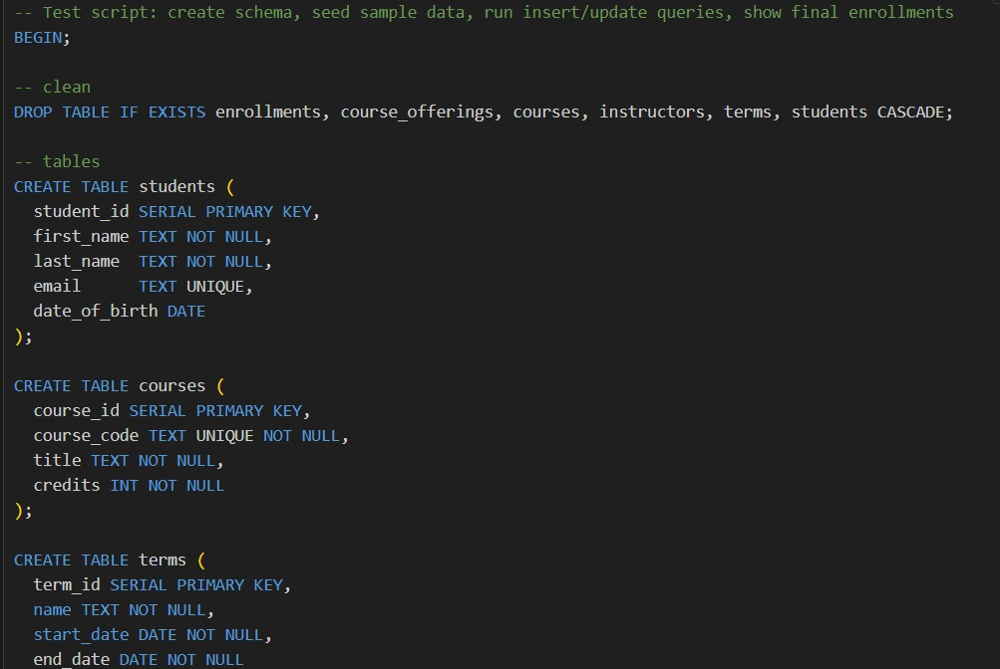 -- Test script: create schema, seed sample data, run insert/update queries, show final enrollments
BEGIN;

-- clean
DROP TABLE IF EXISTS enrollments, course_offerings, courses, instructors, terms, students CASCADE;

-- tables
CREATE TABLE students (
  student_id SERIAL PRIMARY KEY,
  first_name TEXT NOT NULL,
  last_name  TEXT NOT NULL,
  email      TEXT UNIQUE,
  date_of_birth DATE
);

CREATE TABLE courses (
  course_id SERIAL PRIMARY KEY,
  course_code TEXT UNIQUE NOT NULL,
  title TEXT NOT NULL,
  credits INT NOT NULL
);

CREATE TABLE terms (
  term_id SERIAL PRIMARY KEY,
  name TEXT NOT NULL,
  start_date DATE NOT NULL,
  end_date DATE NOT NULL